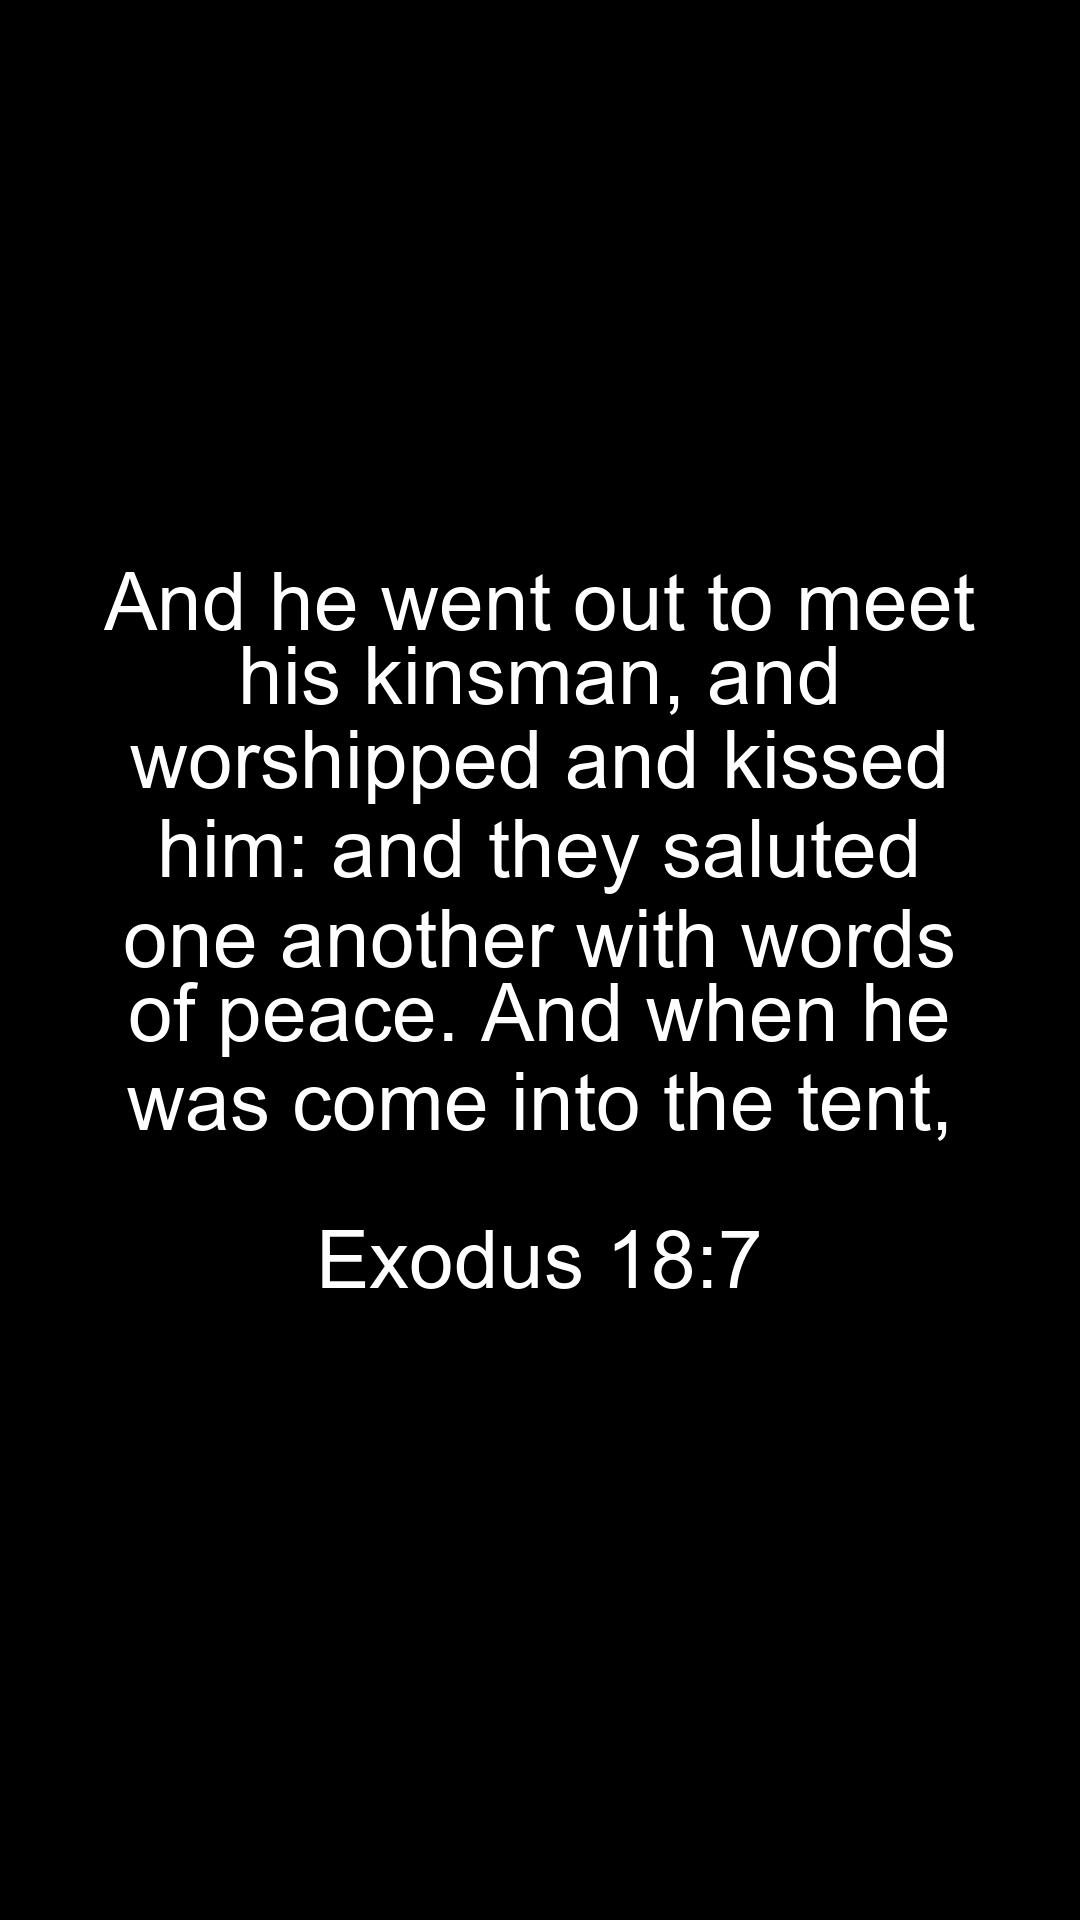 And he went out to meet
his kinsman, and
worshipped and kissed
him: and they saluted
one another with words
of peace. And when he
was come into the tent,
Exodus 18:7